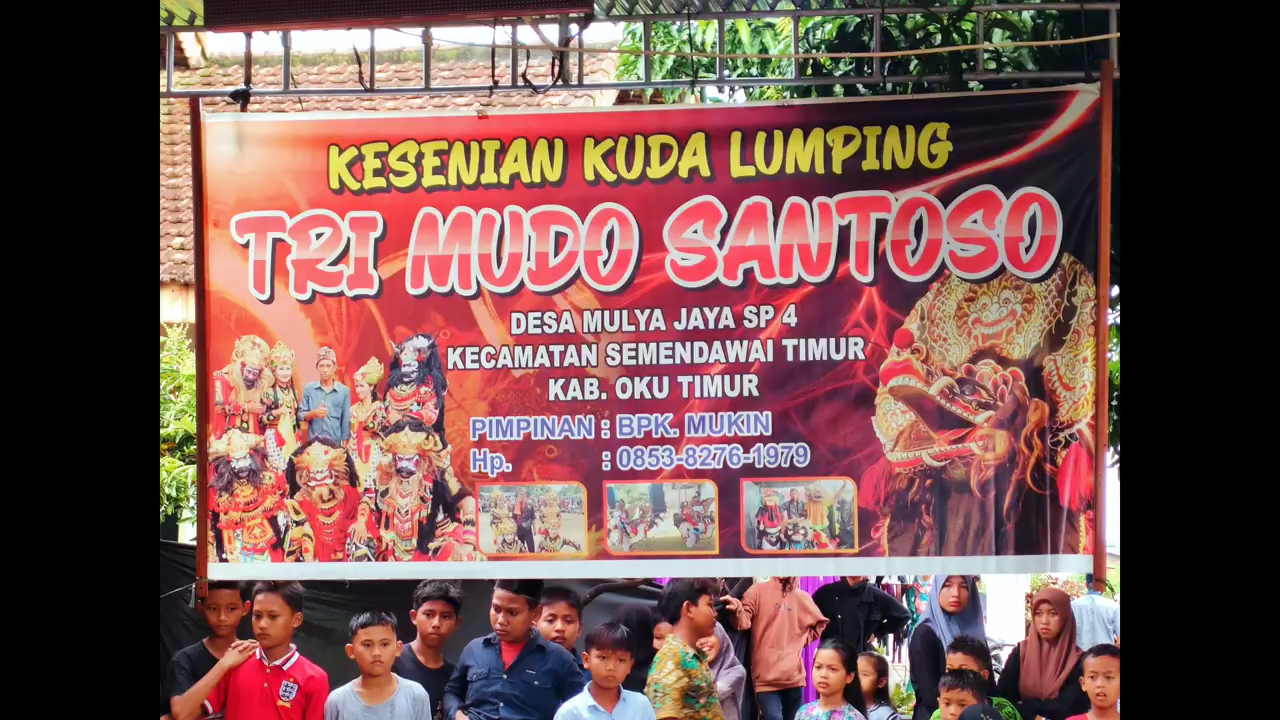 KESENIAN KUDA LUMPING
TRI MUDO SANTOSO
DESA MULYA JAYA SP 4
KECAMATAN SEMENDAWAI TIMUR
KAB. OKU TIMUR
PIMPINAN : BPK. MUKIN
Hp. : 0853-8276-1979